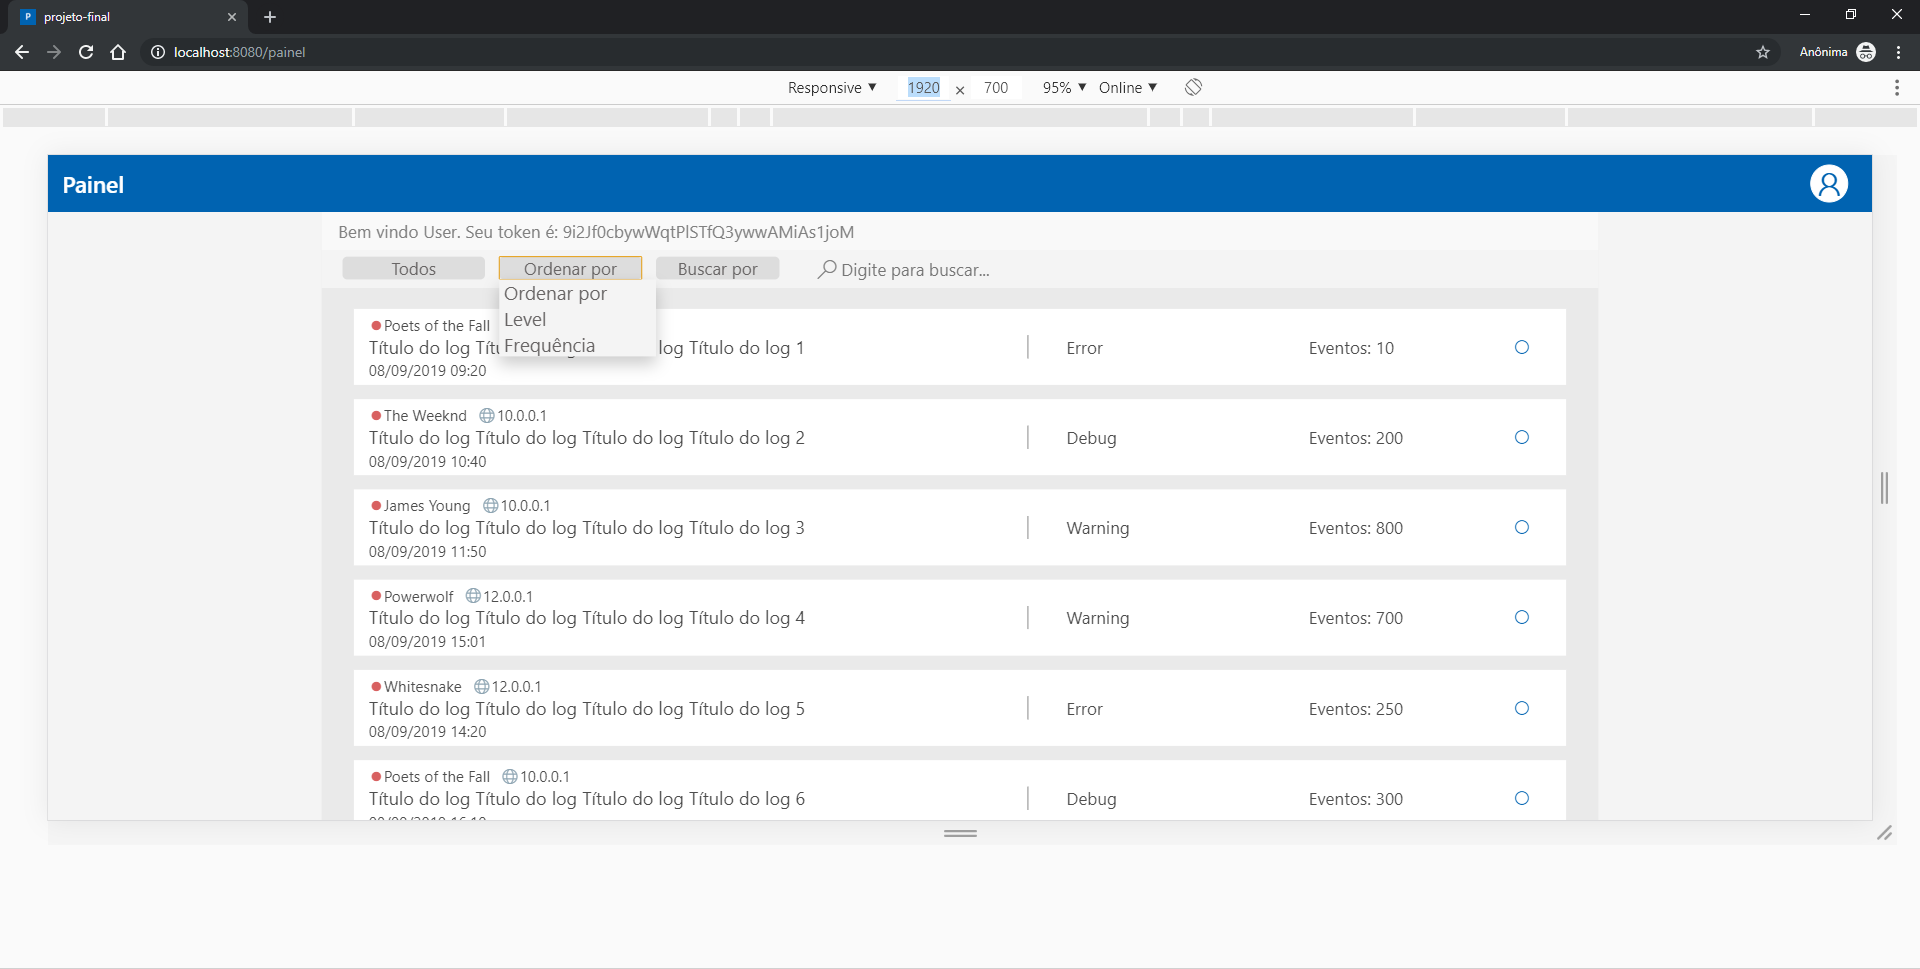 P projeto-final
localhost:8080/painel
Anônima
Responsive 1920 × 700 95% Online
Painel
Bem vindo User. Seu token é: 9i2Jf0cbywWqtPlSTfQ3ywwAMiAs1joM
Todos Ordenar por Buscar por Digite para buscar...
Ordenar por
Level
Frequência
Poets of the Fall
Título do log Títu log Título do log 1 Error Eventos: 10
08/09/2019 09:20
The Weeknd 10.0.0.1
Título do log Título do log Título do log Título do log 2 Debug Eventos: 200
08/09/2019 10:40
James Young 10.0.0.1
Título do log Título do log Título do log Título do log 3 Warning Eventos: 800
08/09/2019 11:50
Powerwolf 12.0.0.1
Título do log Título do log Título do log Título do log 4 Warning Eventos: 700
08/09/2019 15:01
Whitesnake 12.0.0.1
Título do log Título do log Título do log Título do log 5 Error Eventos: 250
08/09/2019 14:20
Poets of the Fall 10.0.0.1
Título do log Título do log Título do log Título do log 6 Debug Eventos: 300